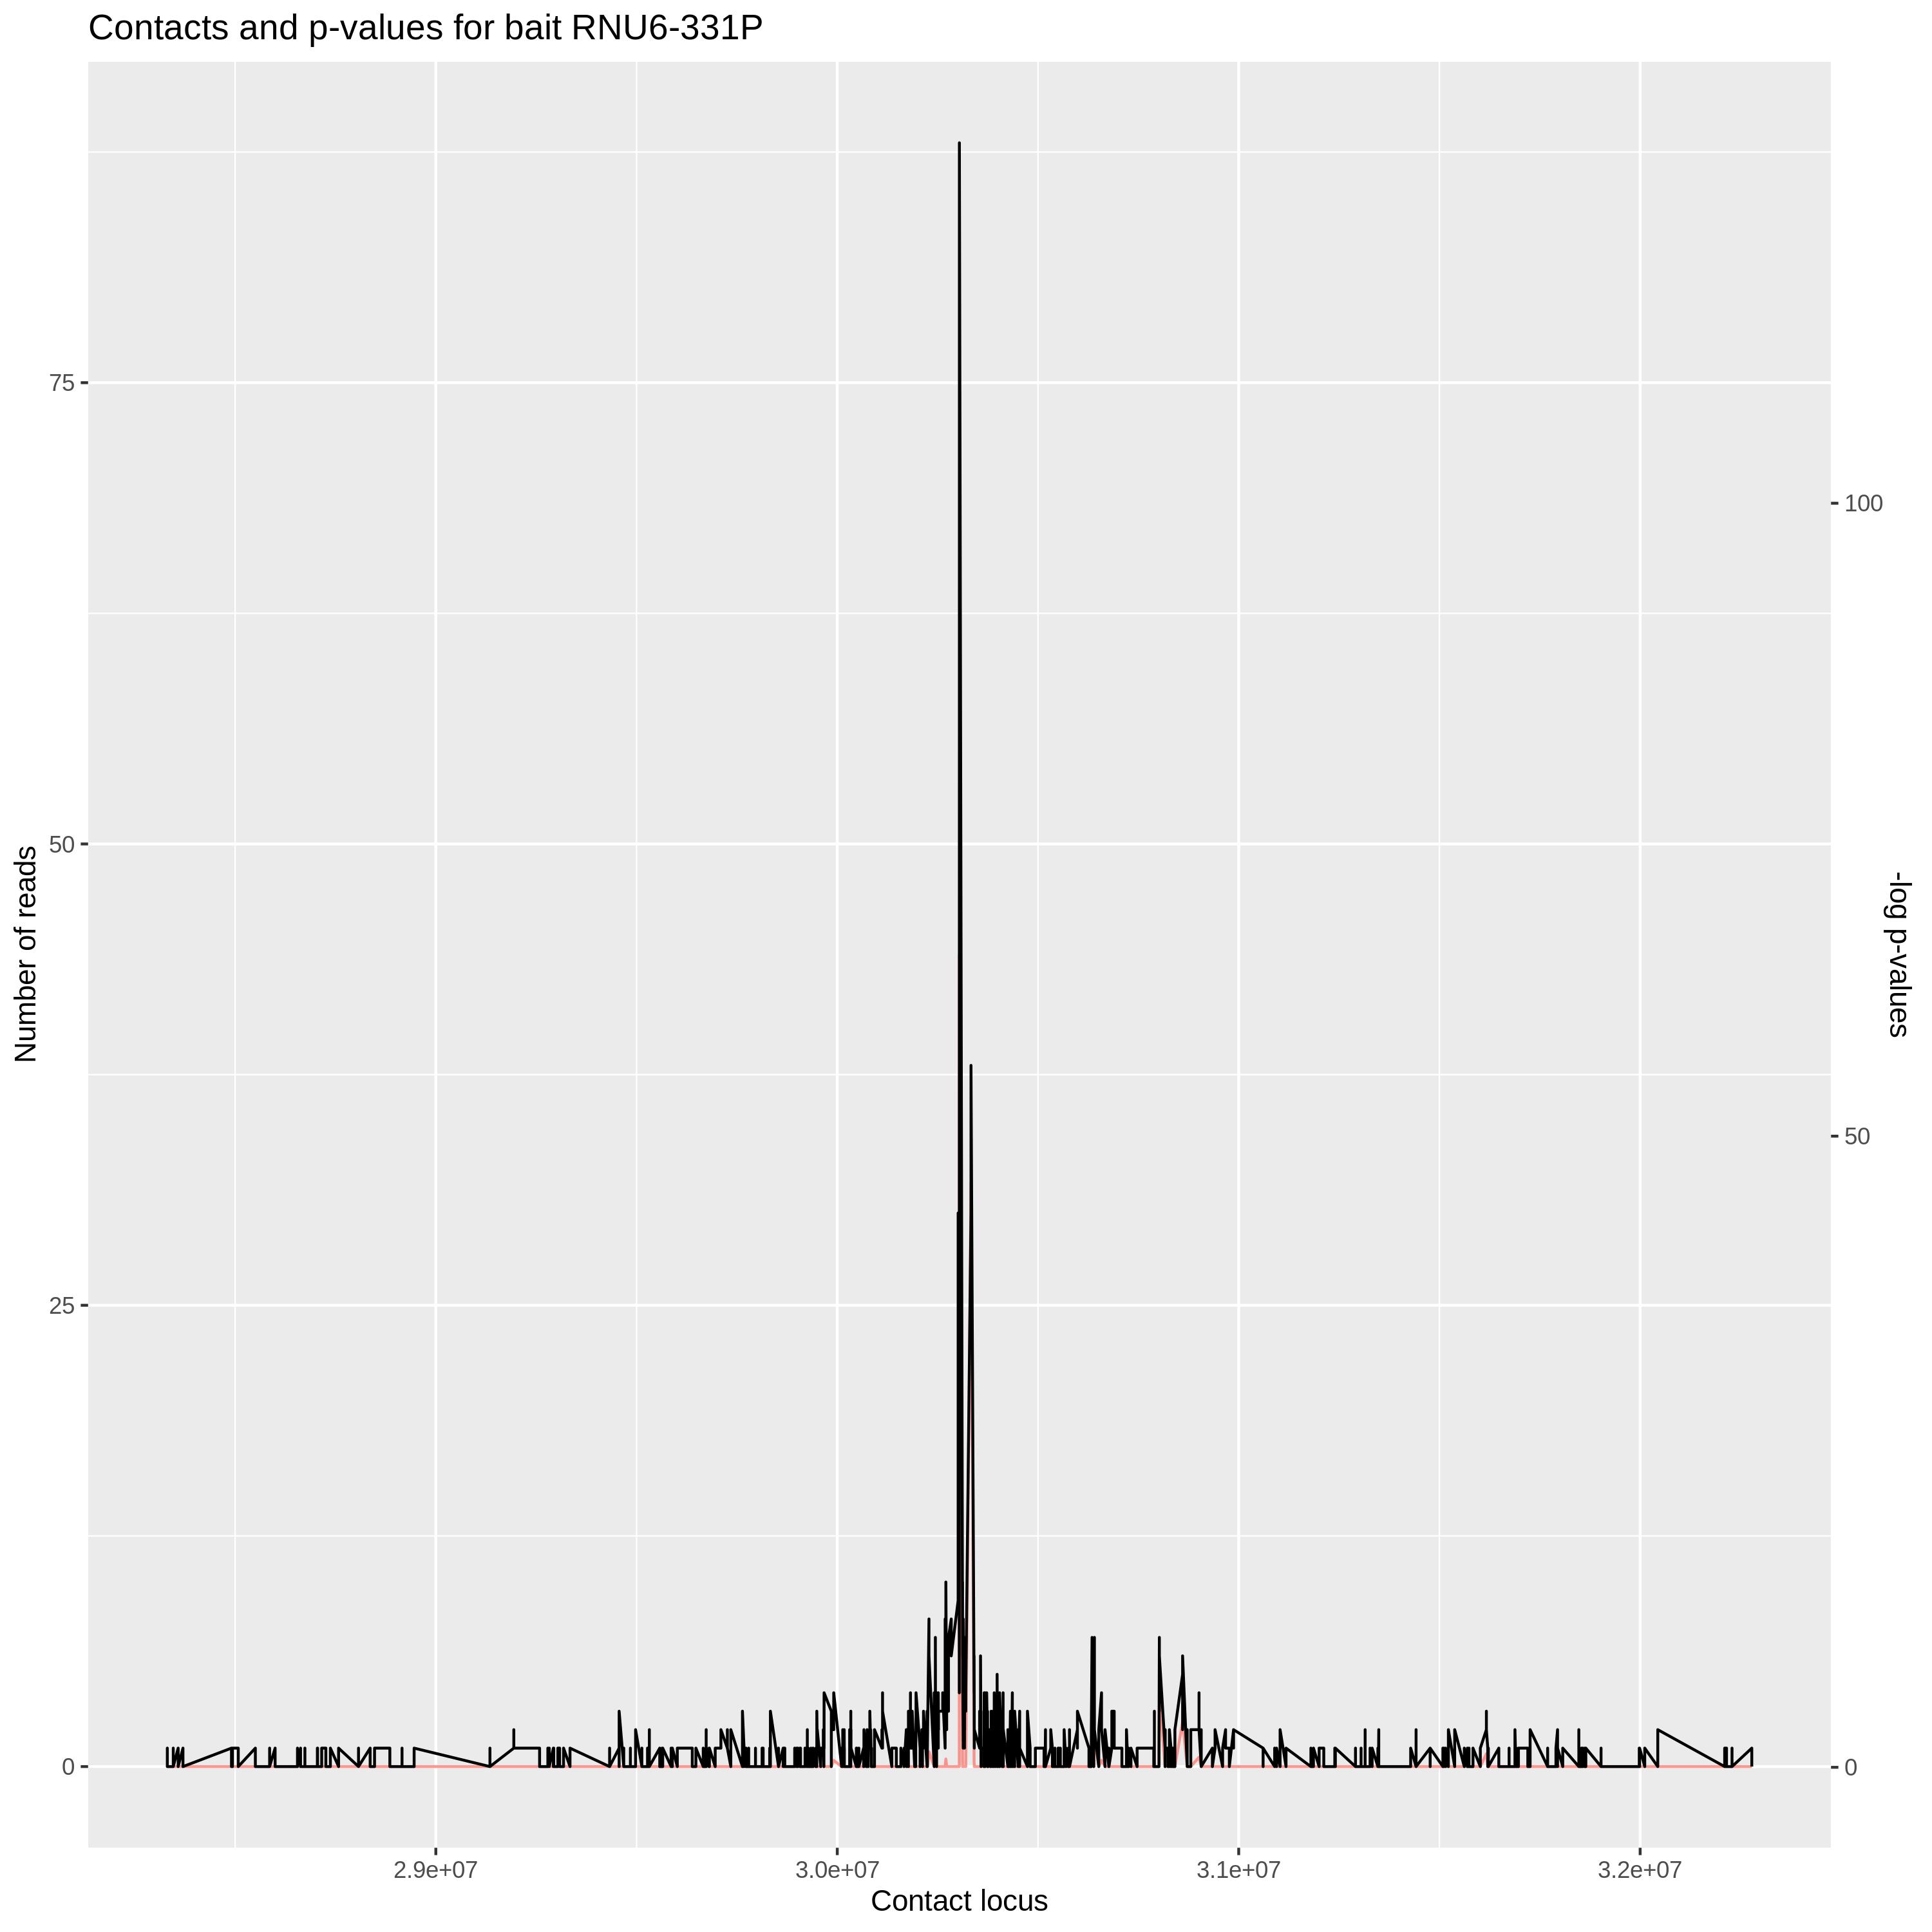 Contacts and p-values for bait RNU6-331P
75
50
25
0
Number of reads
100
50
0
-log p-values
2.9e+07
3.0e+07
3.1e+07
3.2e+07
Contact locus